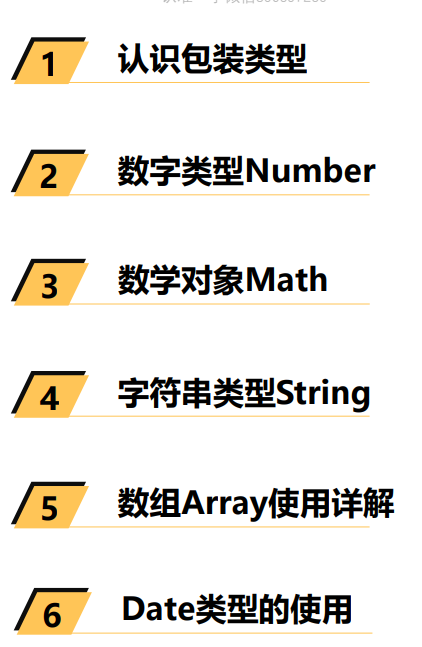 1 认识包装类型
2 数字类型Number
3 数学对象Math
4 字符串类型String
5 数组Array使用详解
6 Date类型的使用